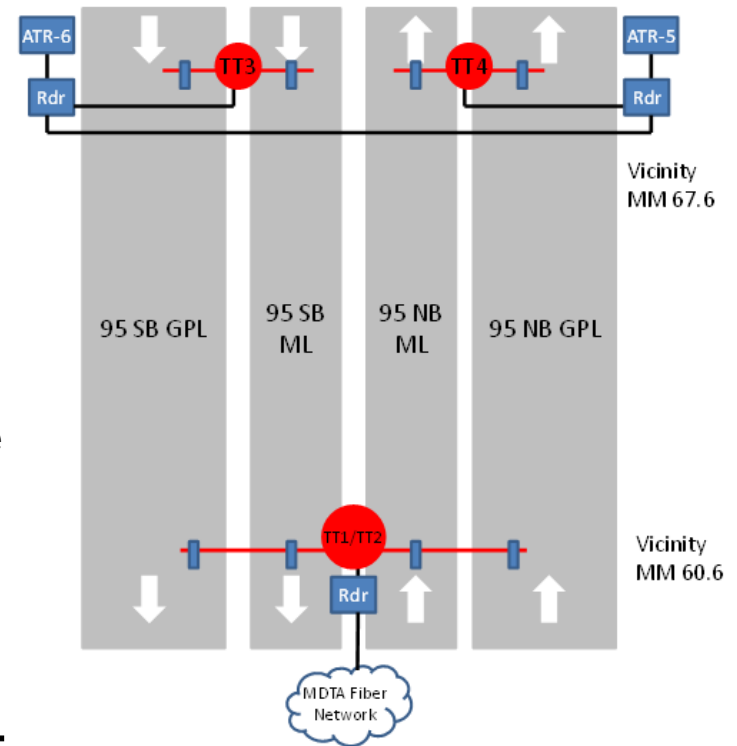 ATR-6
TT3
TT4
ATR-5
Rdr
Rdr
Vicinity
MM 67.6
95 SB GPL
95 SB
ML
95 NB
ML
95 NB GPL
TT1/TT2
Vicinity
MM 60.6
Rdr
MDTA Fiber
Network